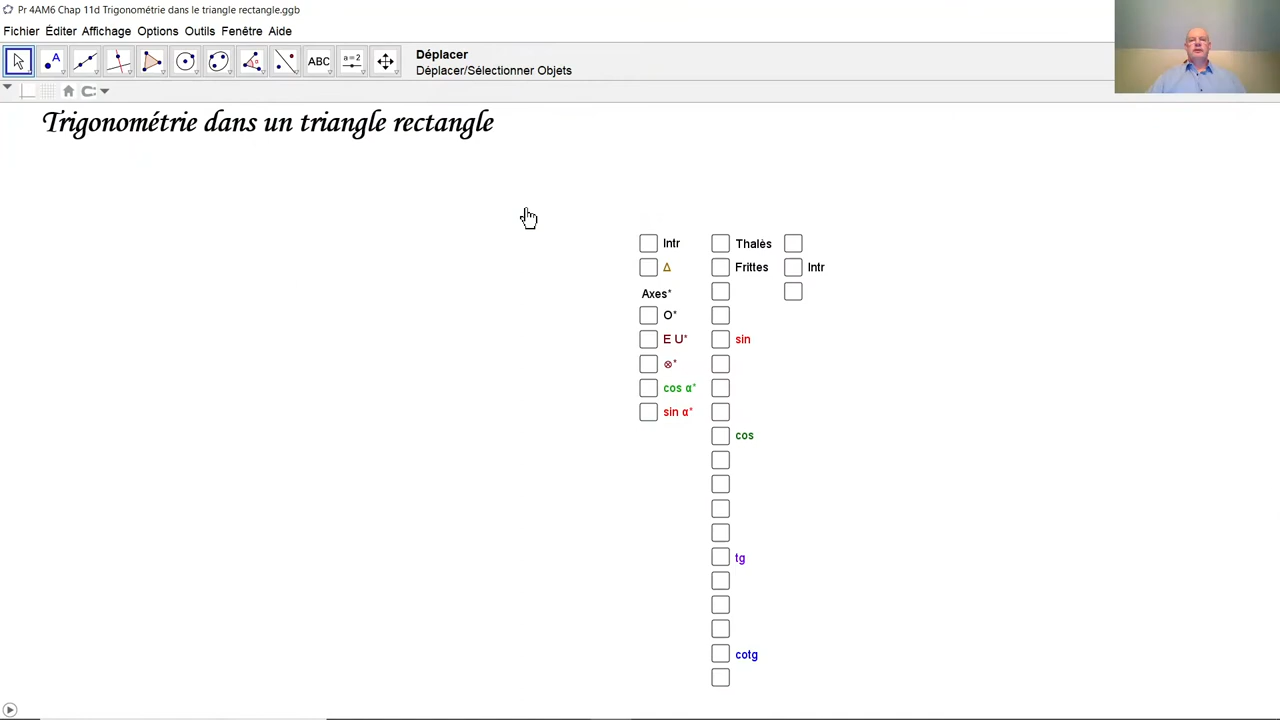 Pr 4AM6 Chap 11d Trigonométrie dans le triangle rectangle.ggb
Fichier Éditer Affichage Options Outils Fenêtre Aide
A
ABC
a=2
Déplacer
Déplacer/Sélectionner Objets
Trigonométrie dans un triangle rectangle
Intr Thalès
Δ Frittes Intr
Axes*
O*
E U* sin
⊗*
cos α*
sin α*
cos
tg
cotg